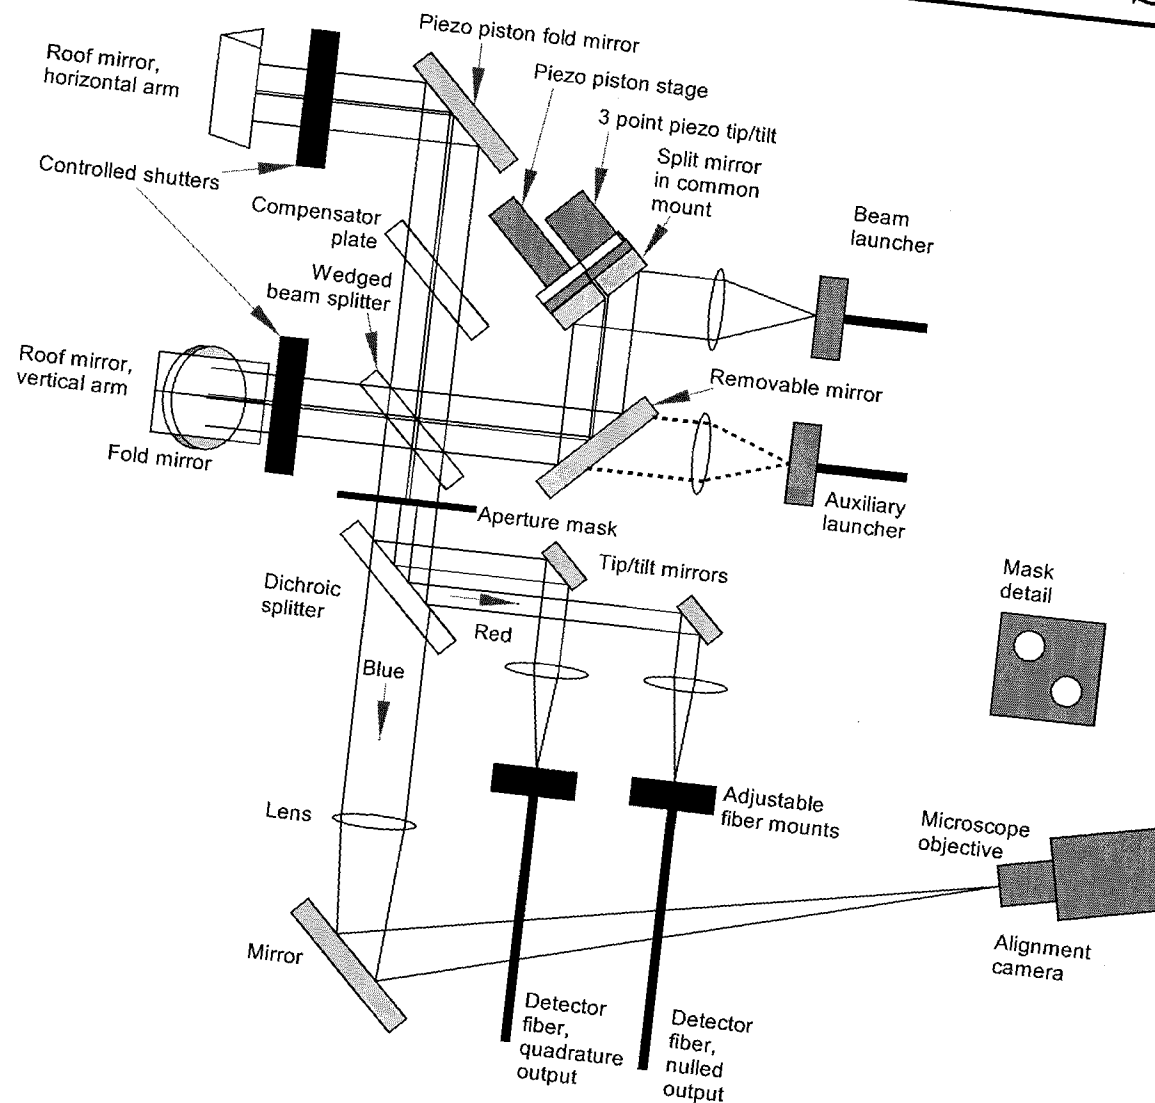 Piezo piston fold mirror
Roof mirror,
horizontal arm
Piezo piston stage
3 point piezo tip/tilt
Split mirror
in common
mount
Controlled shutters
Compensator
plate
Beam
launcher
Wedged
beam splitter
Roof mirror,
vertical arm
Removable mirror
Fold mirror
Auxiliary
launcher
Aperture mask
Tip/tilt mirrors
Mask
detail
Dichroic
splitter
Red
Blue
Lens
Adjustable
fiber mounts
Microscope
objective
Mirror
Alignment
camera
Detector
fiber,
quadrature
output
Detector
fiber,
nulled
output